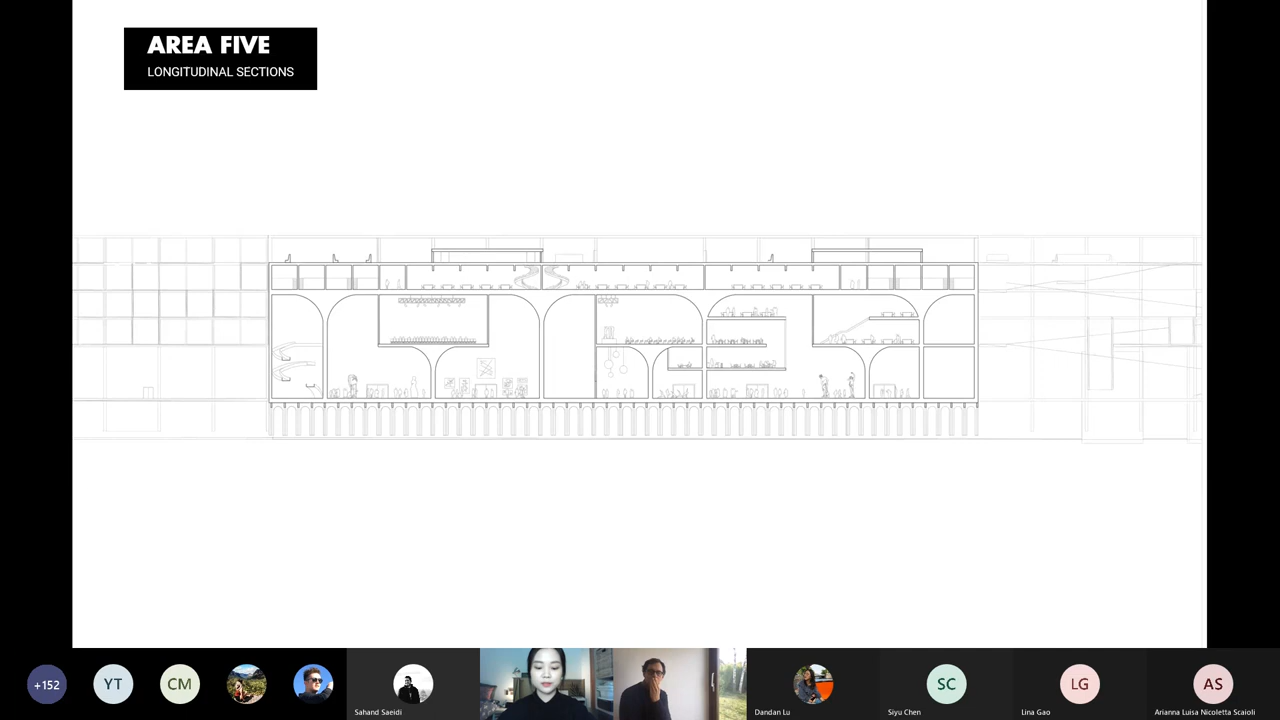 AREA FIVE
LONGITUDINAL SECTIONS
+152
YT
CM
Sahand Saeidi
Dandan Lu
SC
Siyu Chen
LG
Lina Gao
AS
Arianna Luisa Nicoletta Scaioli